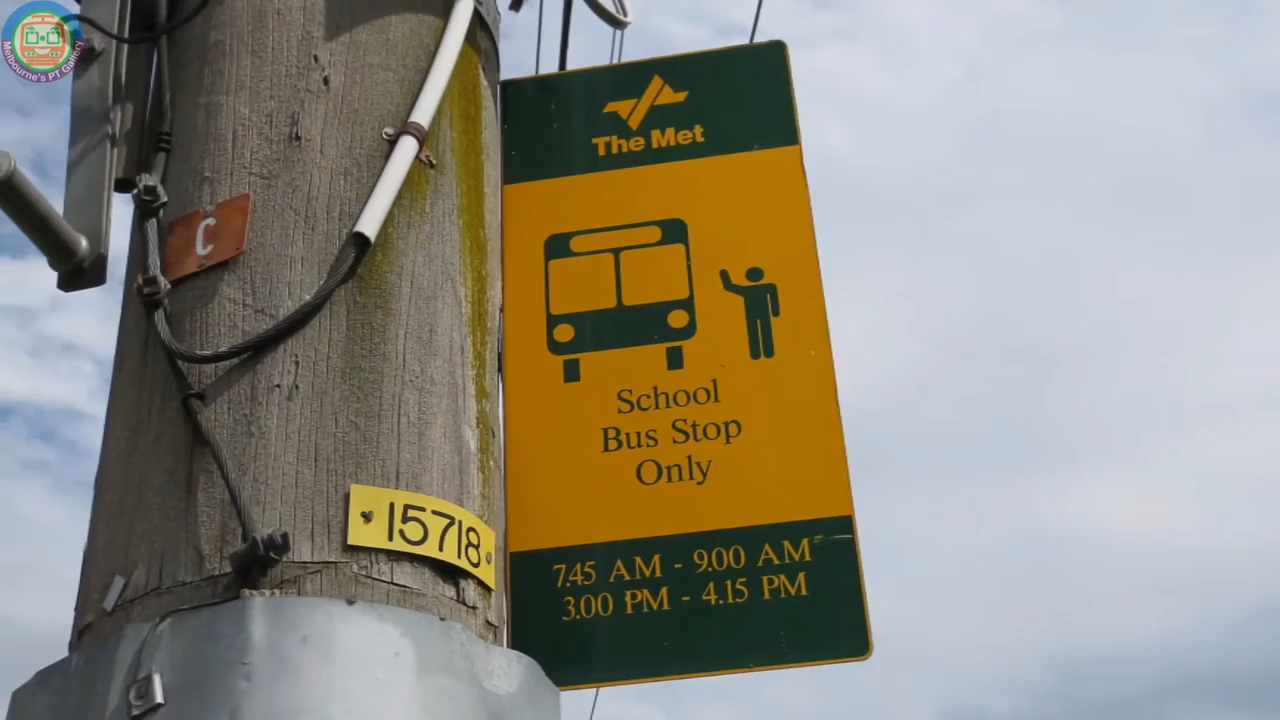 Melbourne's PT Gallery
The Met
C
School
Bus Stop
Only
15718
7.45 AM - 9.00 AM
3.00 PM - 4.15 PM